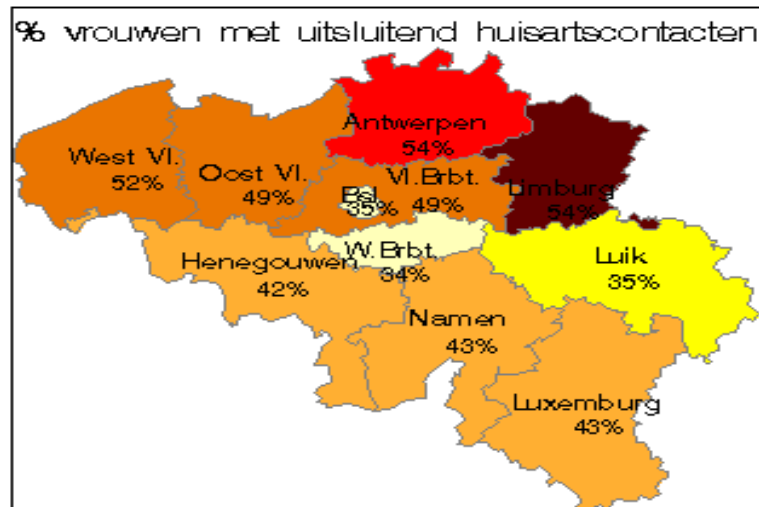 % vrouwen met uitsluitend huisartscontacten
Antwerpen
54%
West Vl.
52%
Oost Vl.
49%
Bsl.
35%
Vl.Brbt.
49%
Limburg
54%
W.Brbt.
34%
Henegouwen
42%
Luik
35%
Namen
43%
Luxemburg
43%